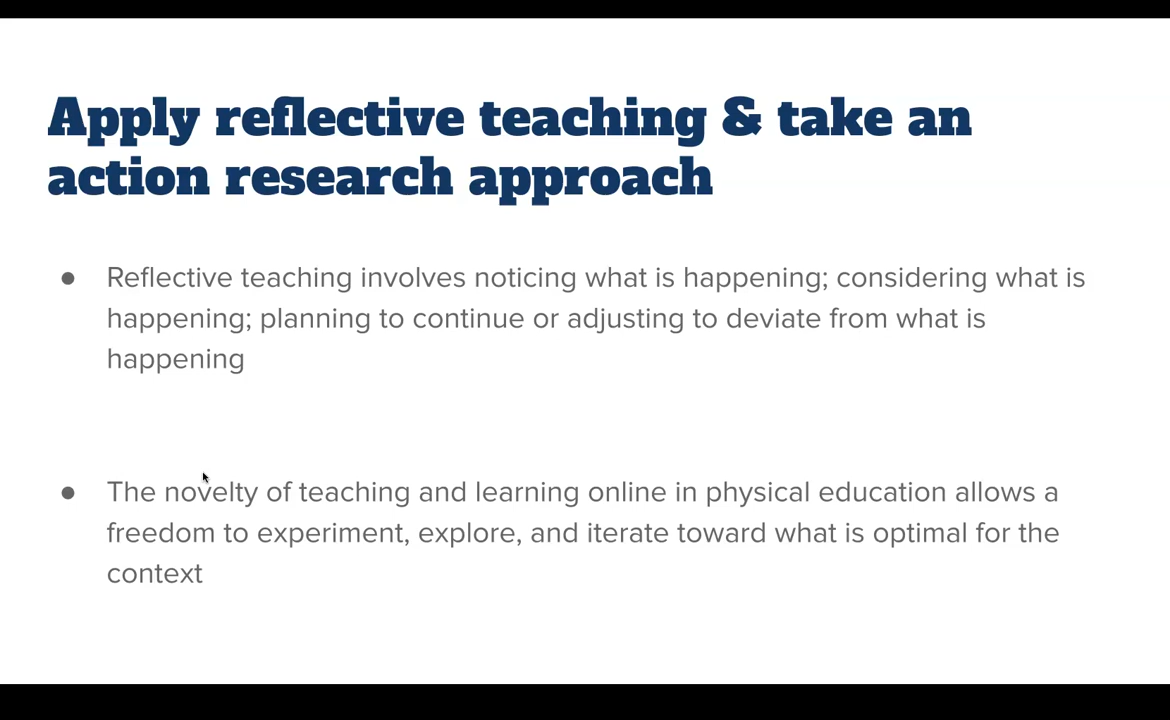 Apply reflective teaching & take an
action research approach
● Reflective teaching involves noticing what is happening; considering what is
happening; planning to continue or adjusting to deviate from what is
happening
● The novelty of teaching and learning online in physical education allows a
freedom to experiment, explore, and iterate toward what is optimal for the
context